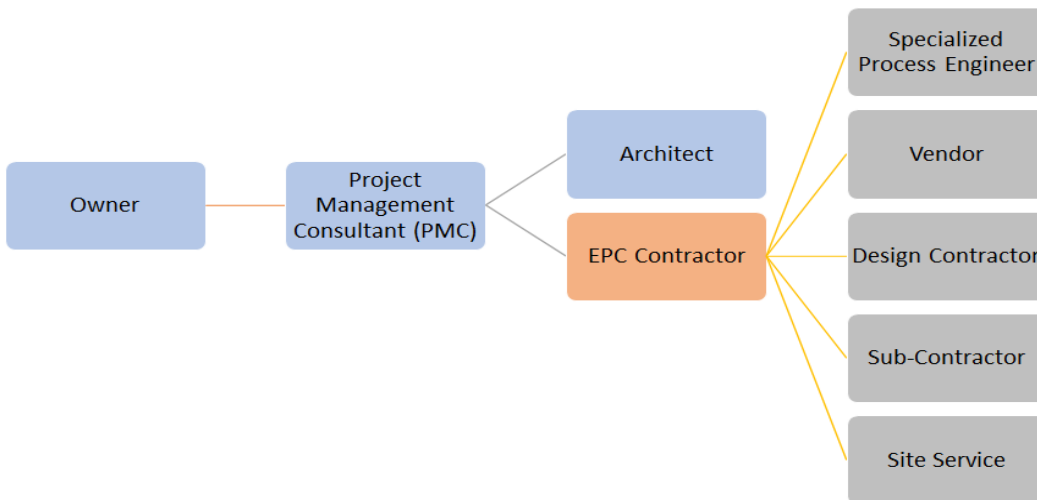 Owner
Project
Management
Consultant (PMC)
Architect
EPC Contractor
Specialized
Process Engineer
Vendor
Design Contractor
Sub-Contractor
Site Service